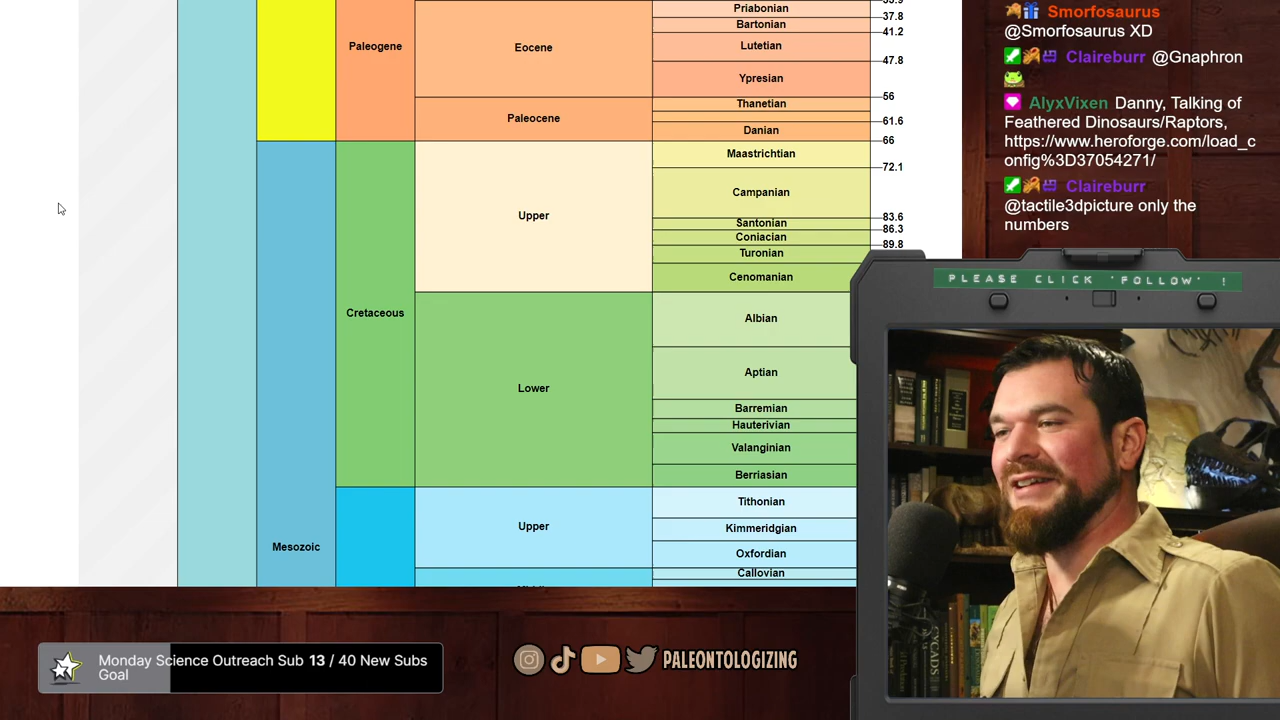 33.9
Priabonian
37.8
Bartonian
41.2
Paleogene
Eocene
Lutetian
47.8
Ypresian
56
Thanetian
Paleocene
61.6
Danian
66
Maastrichtian
72.1
Campanian
Upper
83.6
Santonian
86.3
Coniacian
89.8
Turonian
Cenomanian
Cretaceous
Albian
Aptian
Lower
Barremian
Hauterivian
Valanginian
Berriasian
Tithonian
Upper
Kimmeridgian
Mesozoic
Oxfordian
Callovian
Smorfosaurus
@Smorfosaurus XD
Claireburr @Gnaphron
AlyxVixen Danny, Talking of
Feathered Dinosaurs/Raptors,
https://www.heroforge.com/load_c
onfig%3D37054271/
Claireburr
@tactile3dpicture only the
numbers
PLEASE CLICK 'FOLLOW' !
CYCADS
Monday Science Outreach Sub 13 / 40 New Subs
Goal
PALEONTOLOGIZING